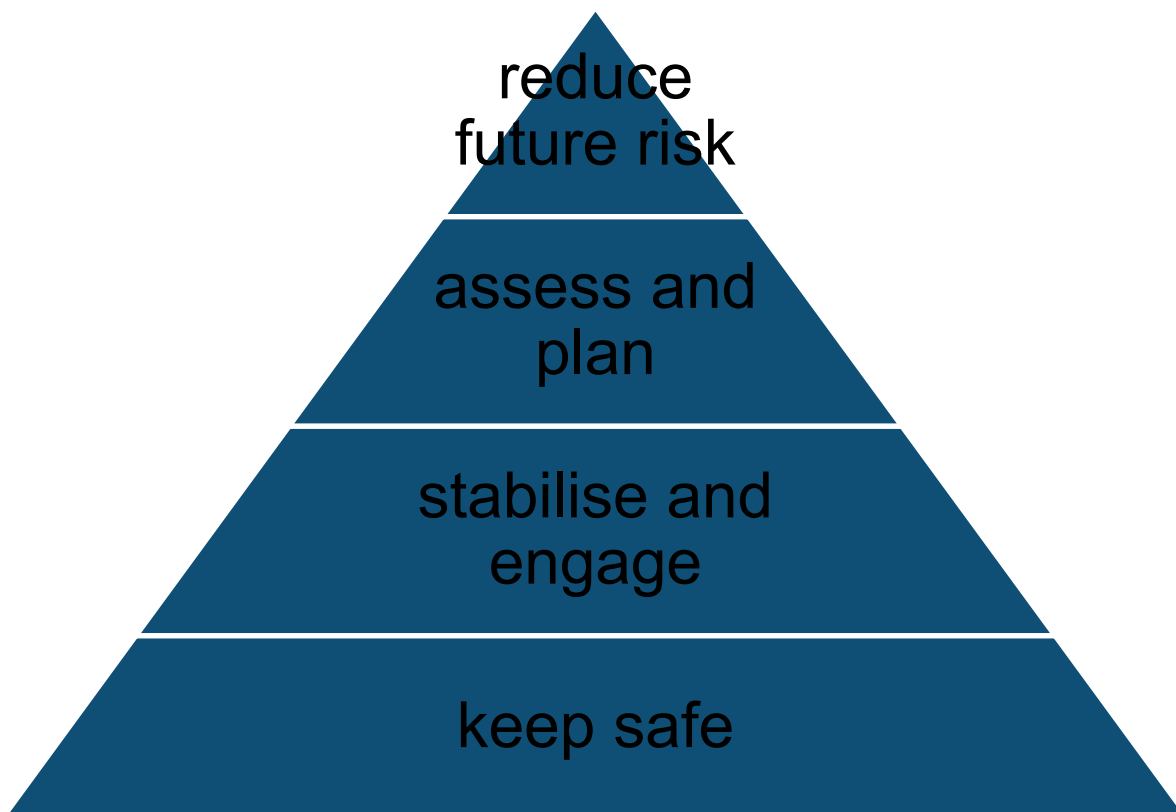 reduce
future risk
assess and
plan
stabilise and
engage
keep safe